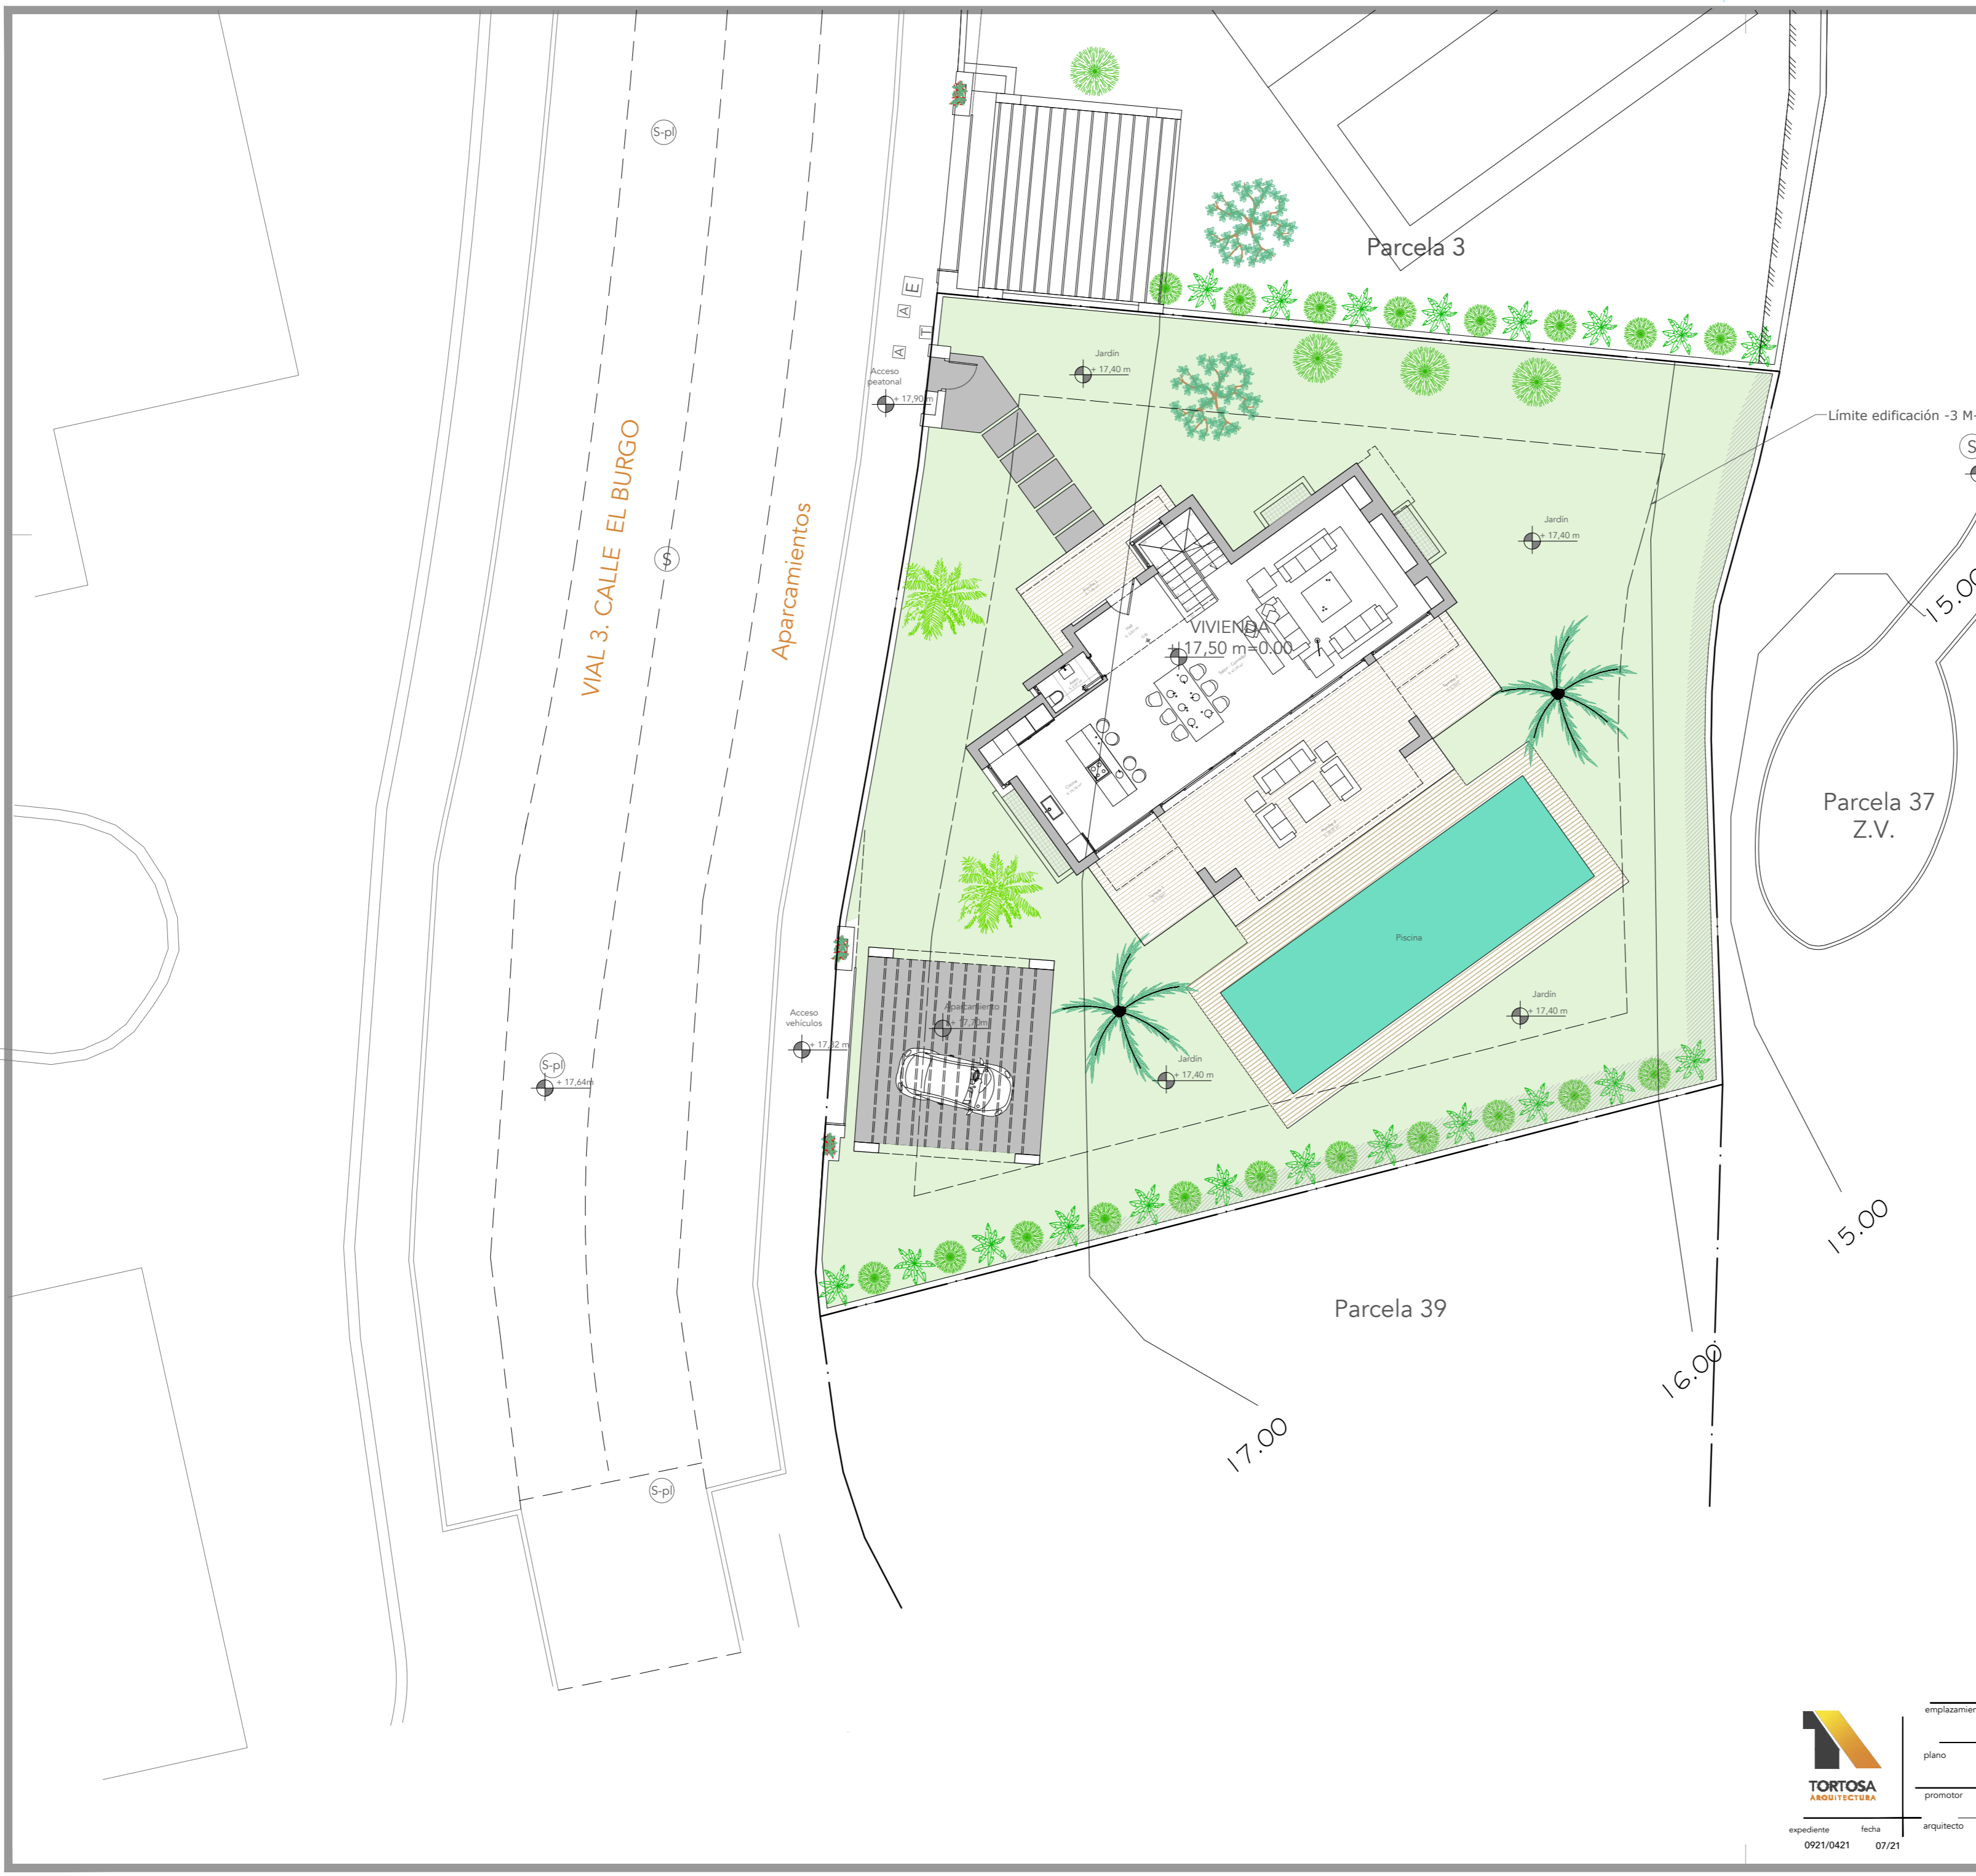 S-pl
Parcela 3
E
A
T
A
Jardín
+ 17,40 m
Acceso
peatonal
+ 17,90 m
Límite edificación -3 M-
S
VIAL 3. CALLE EL BURGO
Aparcamientos
S
Jardín
+ 17,40 m
15.00
VIVIENDA
+ 17,50 m=0.00
Parcela 37
Z.V.
Piscina
Aparcamiento
Acceso
vehículos
Jardín
+ 17,40 m
S-pl
+ 17,64m
Jardín
+ 17,40 m
15.00
Parcela 39
16.00
17.00
S-pl
TORTOSA
ARQUITECTURA
plano
promotor
arquitecto
expediente
fecha
0921/0421
07/21